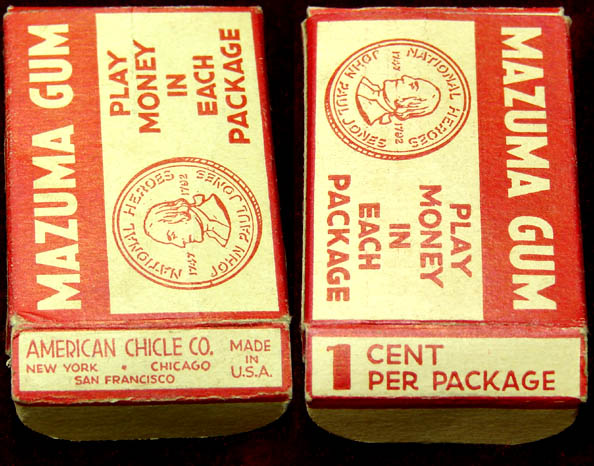 MAZUMA GUM
PLAY
MONEY
IN
EACH
PACKAGE
NATIONAL HEROES
JOHN PAUL JONES
1747 1792
AMERICAN CHICLE CO.
NEW YORK • CHICAGO
SAN FRANCISCO
MADE
IN
U.S.A.
MAZUMA GUM
NATIONAL HEROES
JOHN PAUL JONES
1747 1792
PLAY
MONEY
IN
EACH
PACKAGE
1 CENT
PER PACKAGE